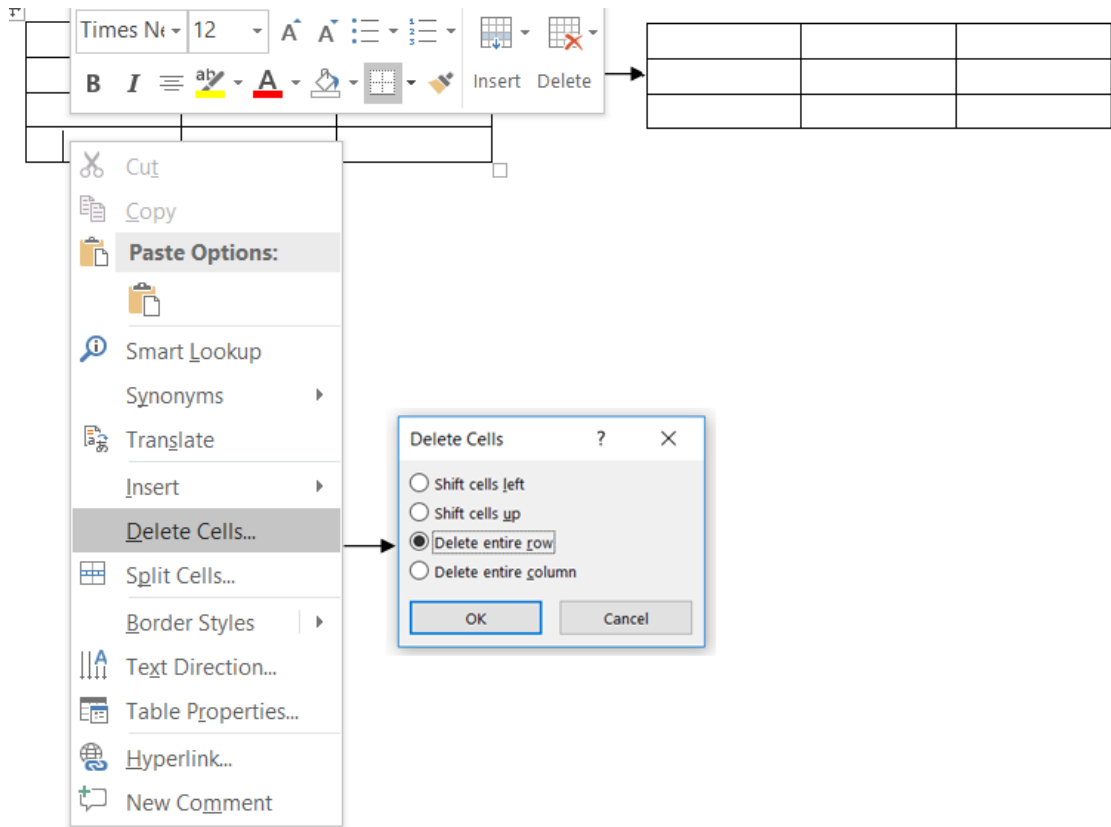 Times Ne 12
Insert Delete
Cut
Copy
Paste Options:
Smart Lookup
Synonyms
Translate
Insert
Delete Cells...
Split Cells...
Border Styles
Text Direction...
Table Properties...
Hyperlink...
New Comment
Delete Cells ?
Shift cells left
Shift cells up
Delete entire row
Delete entire column
OK Cancel